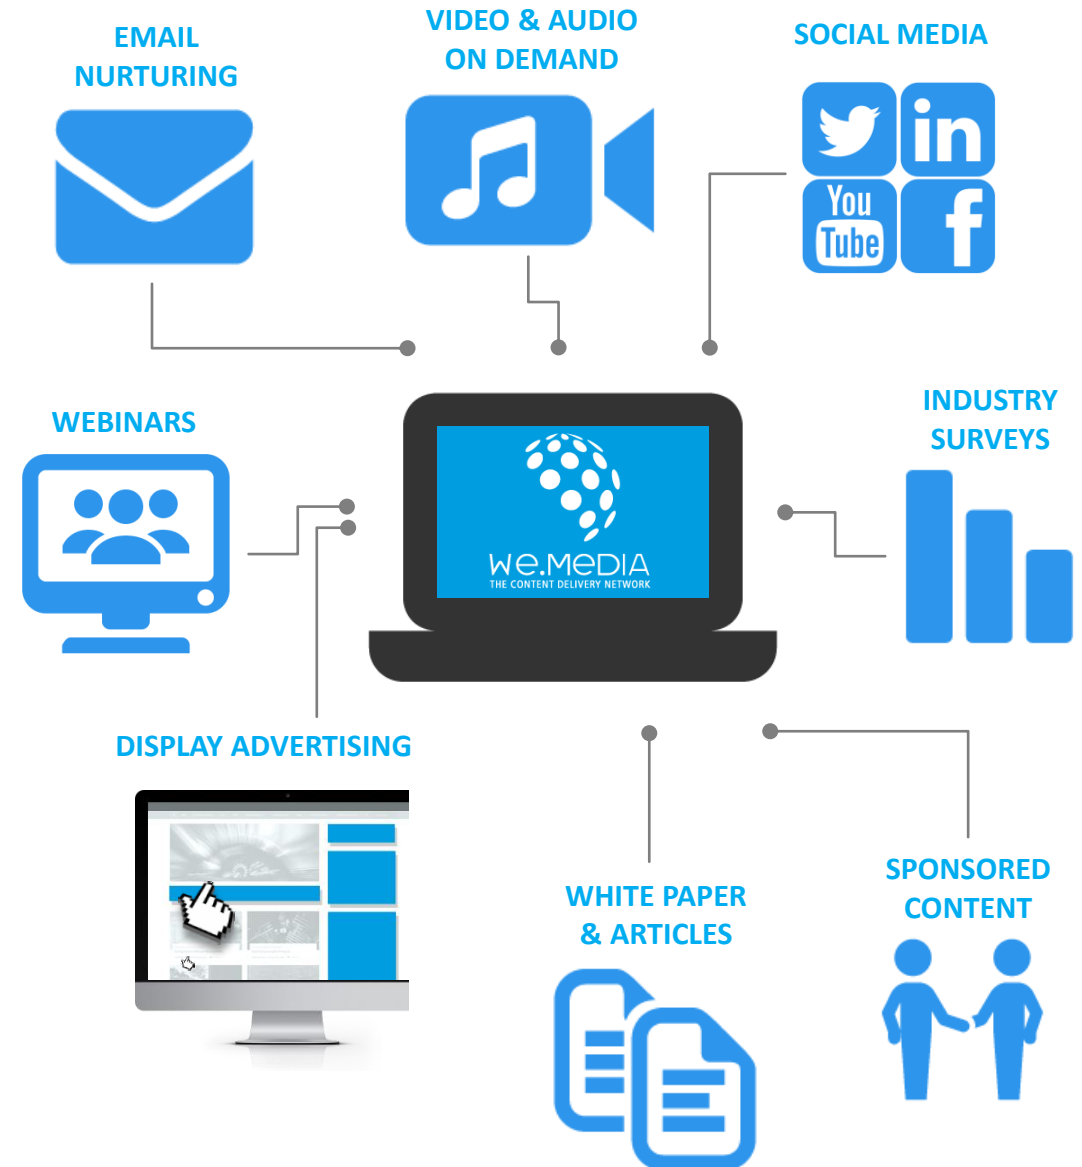 EMAIL
NURTURING
VIDEO & AUDIO
ON DEMAND
SOCIAL MEDIA
in
You
Tube
f
WEBINARS
INDUSTRY
SURVEYS
we.MeDIA
THE CONTENT DELIVERY NETWORK
DISPLAY ADVERTISING
WHITE PAPER
& ARTICLES
SPONSORED
CONTENT